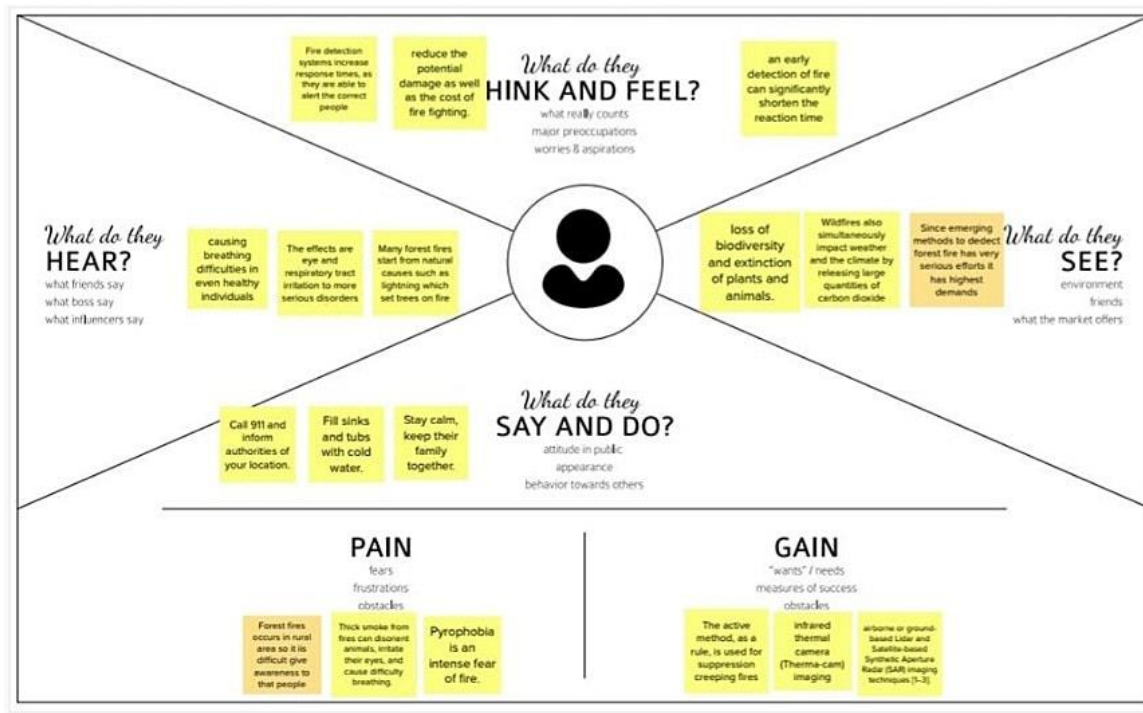 Fire detection
systems increase
response times, as
they are able to
alert the correct
people
reduce the
potential
damage as well
as the cost of
fire fighting.
What do they
HINK AND FEEL?
what really counts
major preoccupations
worries & aspirations
an early
detection of fire
can significantly
shorten the
reaction time
What do they
HEAR?
what friends say
what boss say
what influencers say
causing
breathing
difficulties in
even healthy
individuals
The effects are
eye and
respiratory tract
irritation to more
serious disorders
Many forest fires
start from natural
causes such as
lightning which
set trees on fire
loss of
biodiversity
and extinction
of plants and
animals.
Wildfires also
simultaneously
impact weather
and the climate by
releasing large
quantities of
carbon dioxide
Since emerging
methods to dedect
forest fire has very
serious efforts it
has highest
demands
What do they
SEE?
environment
friends
what the market offers
Call 911 and
inform
authorities of
your location.
Fill sinks
and tubs
with cold
water.
Stay calm,
keep their
family
together.
What do they
SAY AND DO?
attitude in public
appearance
behavior towards others
PAIN
fears
frustrations
obstacles
Forest fires
occurs in rural
area so it iis
difficult give
awareness to
that people
Thick smoke from
fires can disorient
animals, irritate
their eyes, and
cause difficulty
breathing.
Pyrophobia
is an
intense fear
of fire.
GAIN
"wants" / needs
measures of success
obstacles
The active
method, as a
rule, is used for
suppression
creeping fires
infrared
thermal
camera
(Therma-cam)
imaging
airborne or ground-
based Lidar and
Satellite-based
Synthetic Aperture
Radar (SAR) imaging
techniques [1–3].